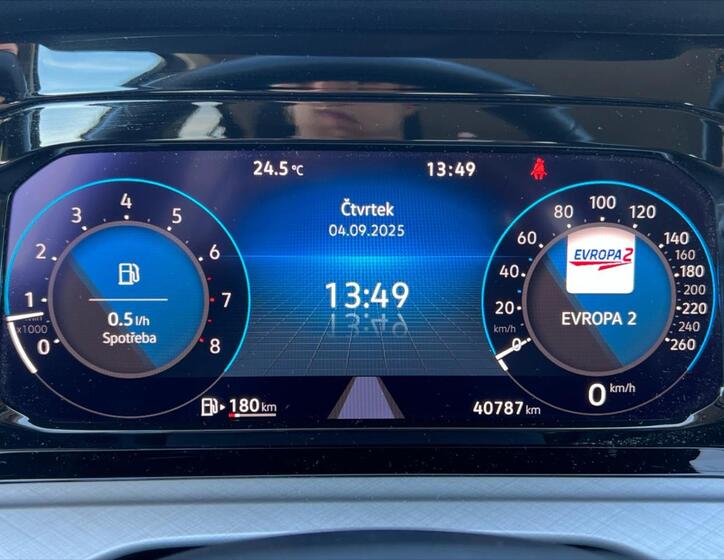 24.5 °C
13:49
Čtvrtek
04.09.2025
13:49
0
1
2
3
4
5
6
7
8
x1000
0.5 l/h
Spotřeba
0
20
40
60
80
100
120
140
160
180
200
220
240
260
km/h
EVROPA 2
EVROPA 2
0 km/h
180 km
40787 km